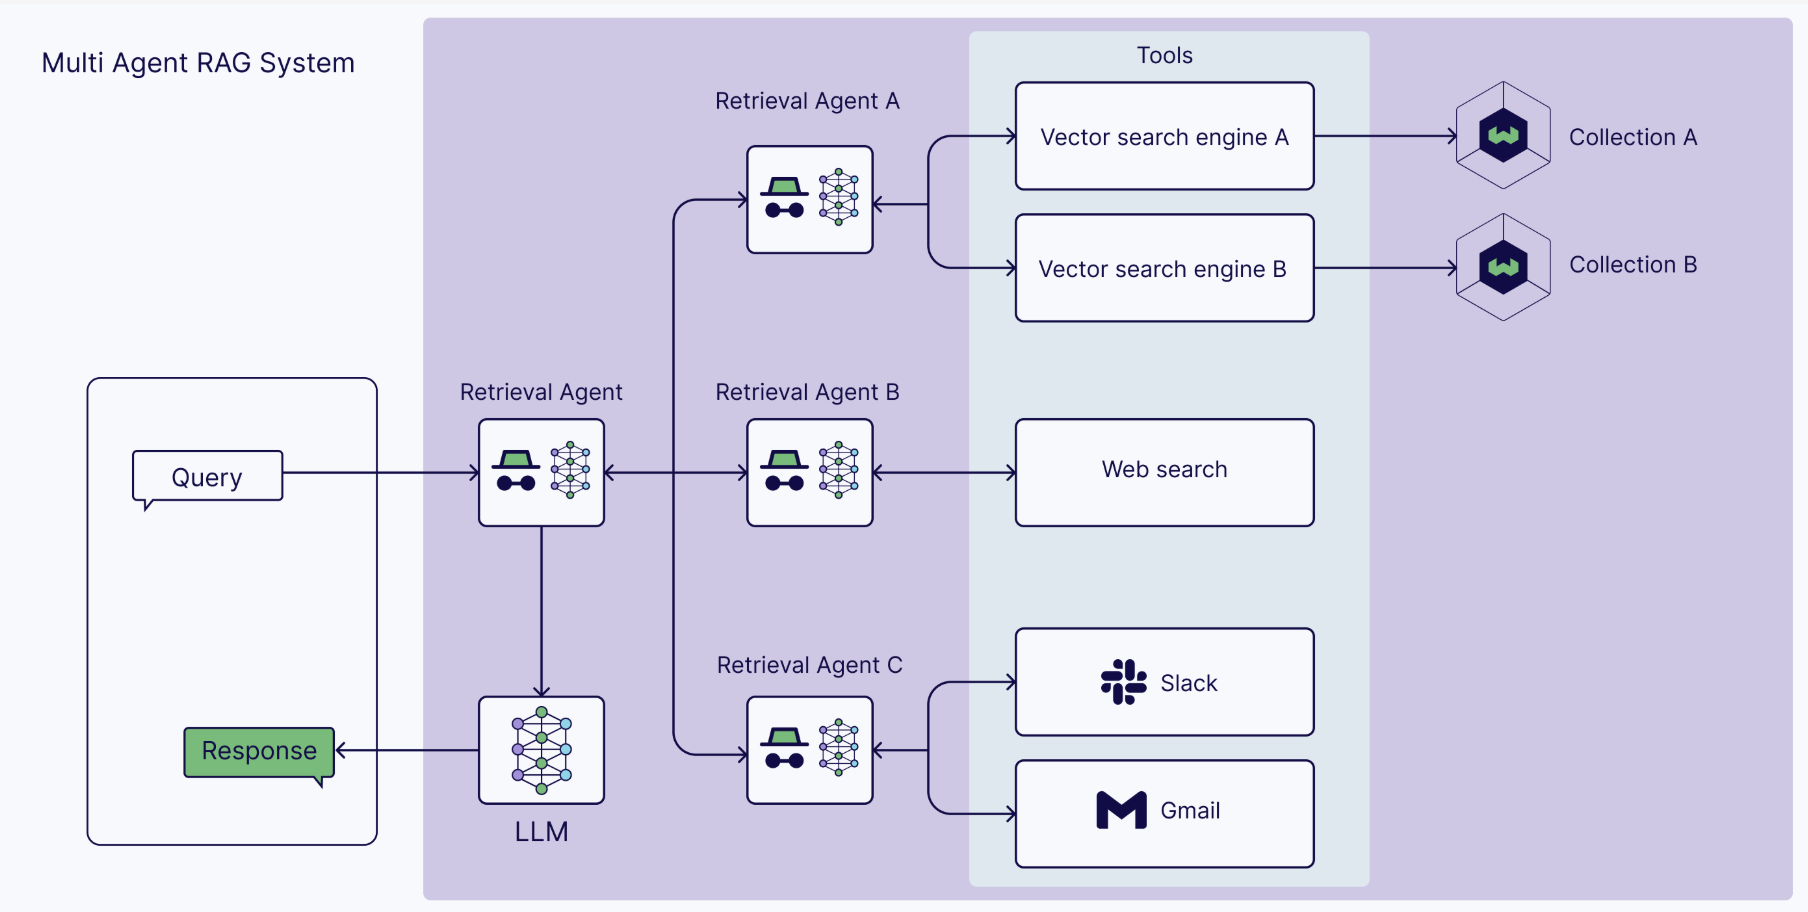 Multi Agent RAG System
Tools
Retrieval Agent A
Vector search engine A
Collection A
Vector search engine B
Collection B
Retrieval Agent
Retrieval Agent B
Query
Web search
Retrieval Agent C
Slack
Response
Gmail
LLM